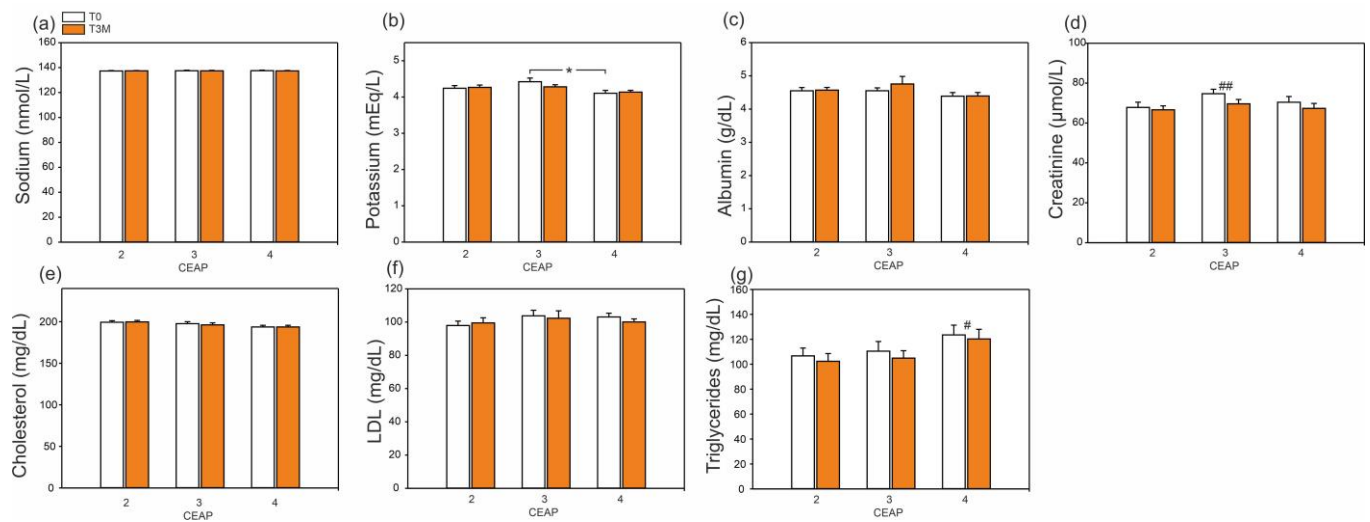 T0
T3M
(a)
Sodium (nmol/L)
160
140
120
100
80
60
40
20
0
2 3 4
CEAP
(b)
Potassium (mEq/L)
5
4
3
2
1
0
*
2 3 4
CEAP
(c)
Albumin (g/dL)
6
5
4
3
2
1
0
2 3 4
CEAP
(d)
Creatinine (µmol/L)
100
80
60
40
20
0
##
2 3 4
CEAP
(e)
Cholesterol (mg/dL)
200
150
100
50
0
2 3 4
CEAP
(f)
LDL (mg/dL)
120
100
80
60
40
20
0
2 3 4
CEAP
(g)
Triglycerides (mg/dL)
160
140
120
100
80
60
40
20
0
#
2 3 4
CEAP